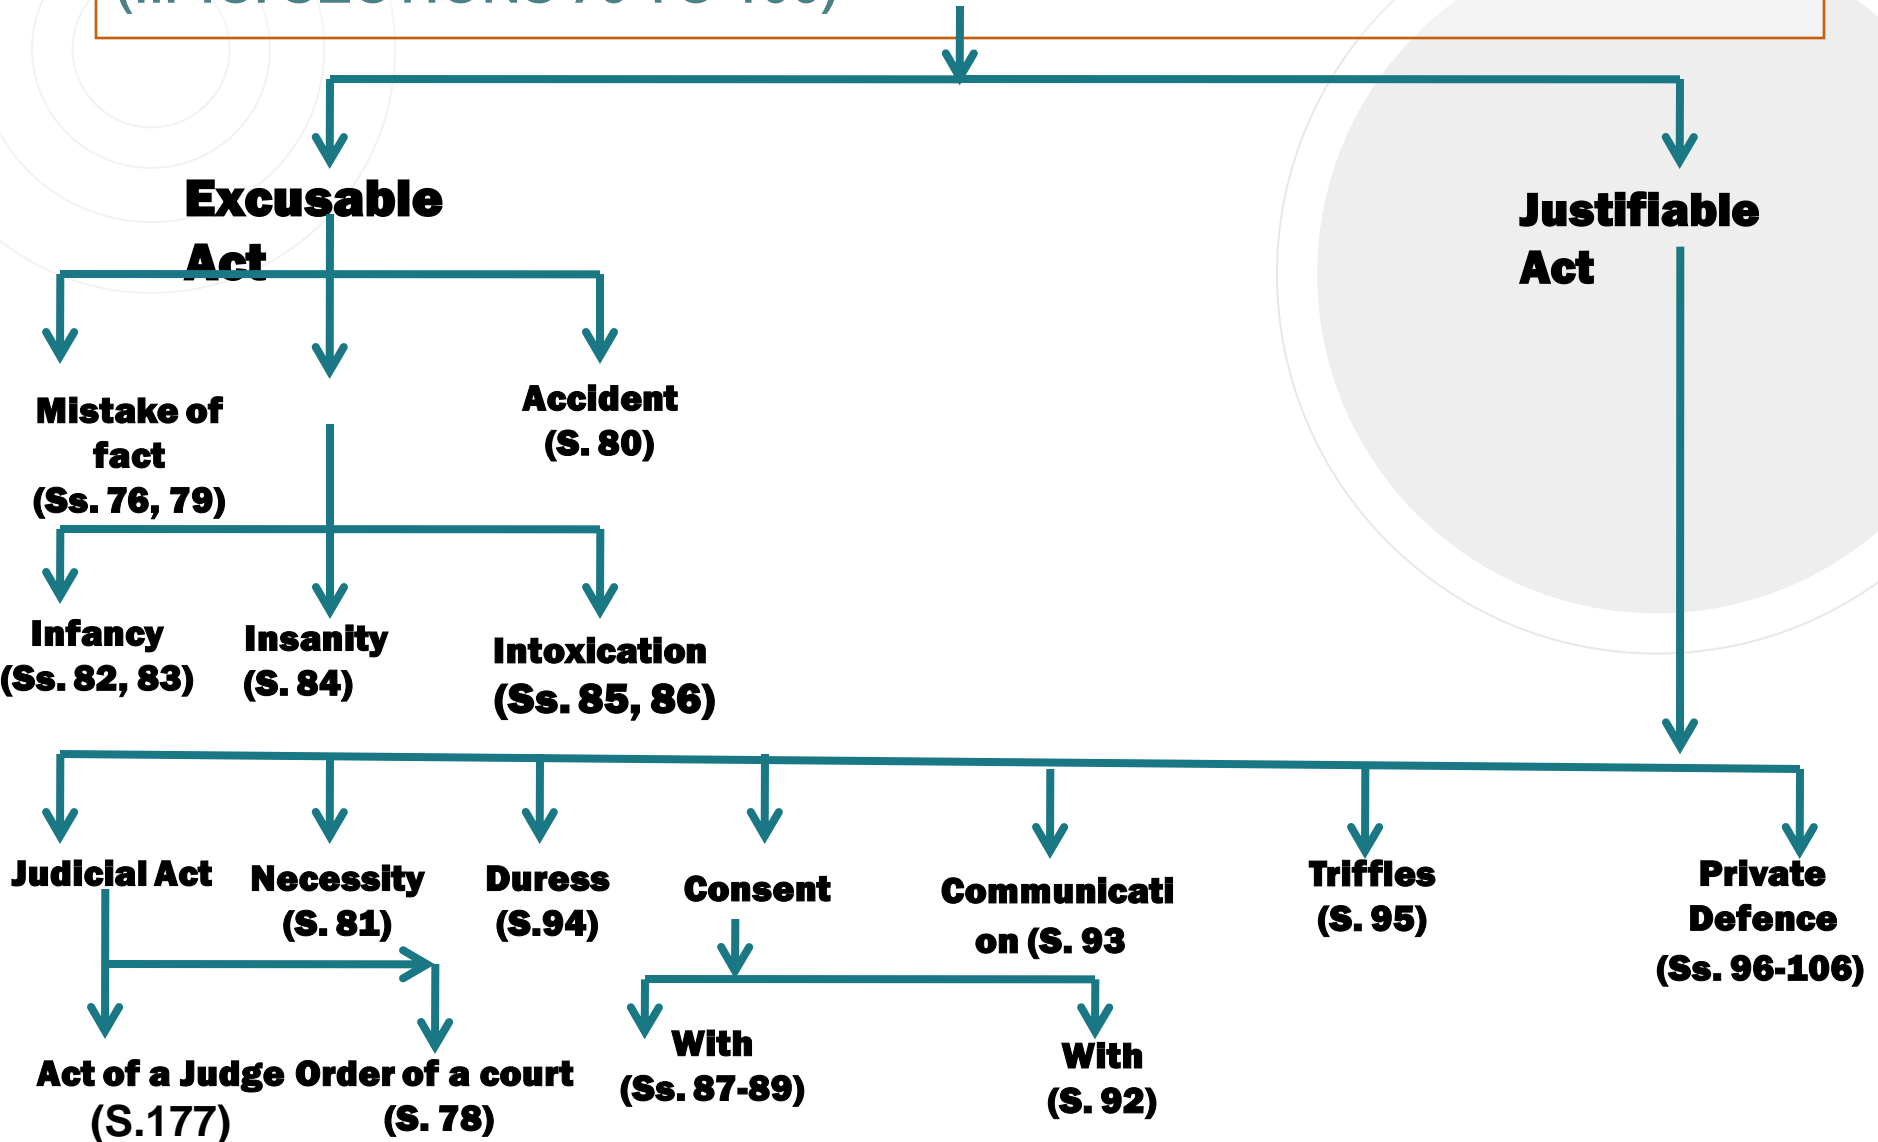 Excusable
Act
Justifiable
Act
Mistake of
fact
(Ss. 76, 79)
Accident
(S. 80)
Infancy
(Ss. 82, 83)
Insanity
(S. 84)
Intoxication
(Ss. 85, 86)
Judicial Act
Necessity
(S. 81)
Duress
(S.94)
Consent
Communicati
on (S. 93
Triffles
(S. 95)
Private
Defence
(Ss. 96-106)
Act of a Judge
(S.177)
Order of a court
(S. 78)
With
(Ss. 87-89)
With
(S. 92)